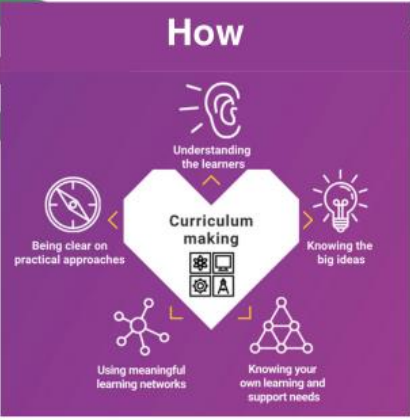 How
Understanding
the learners
Being clear on
practical approaches
Curriculum
making
Knowing the
big ideas
Using meaningful
learning networks
Knowing your
own learning and
support needs